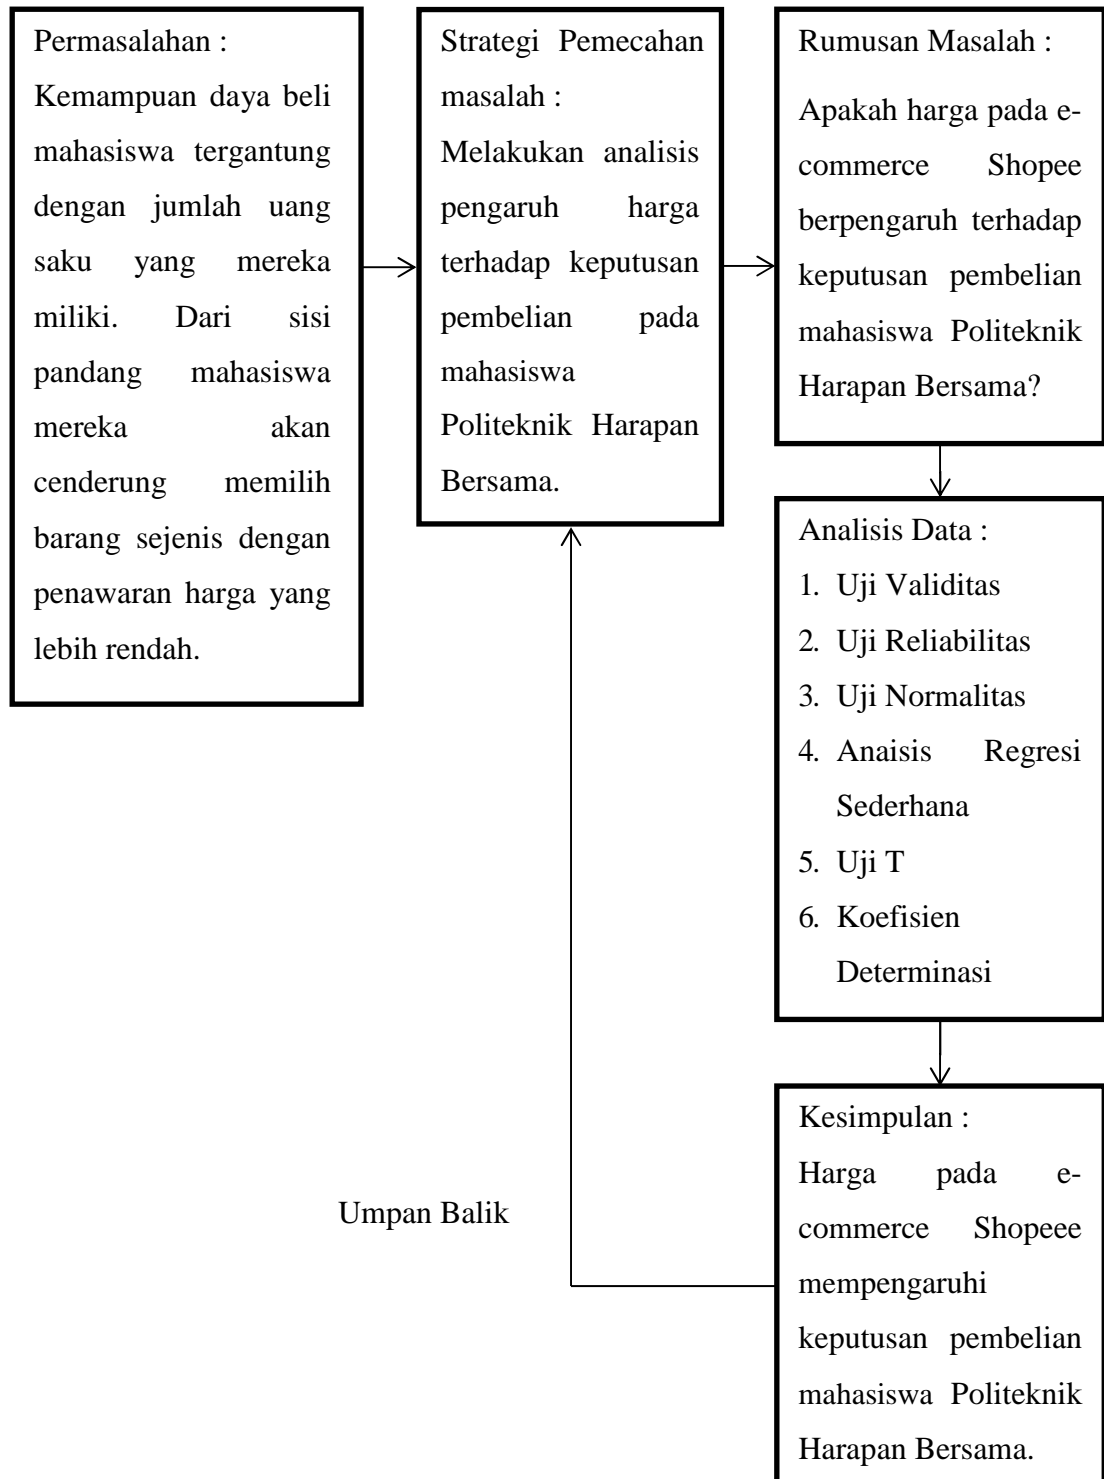 Permasalahan :
Kemampuan daya beli
mahasiswa tergantung
dengan jumlah uang
saku yang mereka
miliki. Dari sisi
pandang mahasiswa
mereka akan
cenderung memilih
barang sejenis dengan
penawaran harga yang
lebih rendah.
Strategi Pemecahan
masalah :
Melakukan analisis
pengaruh harga
terhadap keputusan
pembelian pada
mahasiswa
Politeknik Harapan
Bersama.
Rumusan Masalah :
Apakah harga pada e-
commerce Shopee
berpengaruh terhadap
keputusan pembelian
mahasiswa Politeknik
Harapan Bersama?
Analisis Data :
1. Uji Validitas
2. Uji Reliabilitas
3. Uji Normalitas
4. Anaisis Regresi
Sederhana
5. Uji T
6. Koefisien
Determinasi
Kesimpulan :
Harga pada e-
commerce Shopeee
mempengaruhi
keputusan pembelian
mahasiswa Politeknik
Harapan Bersama.
Umpan Balik